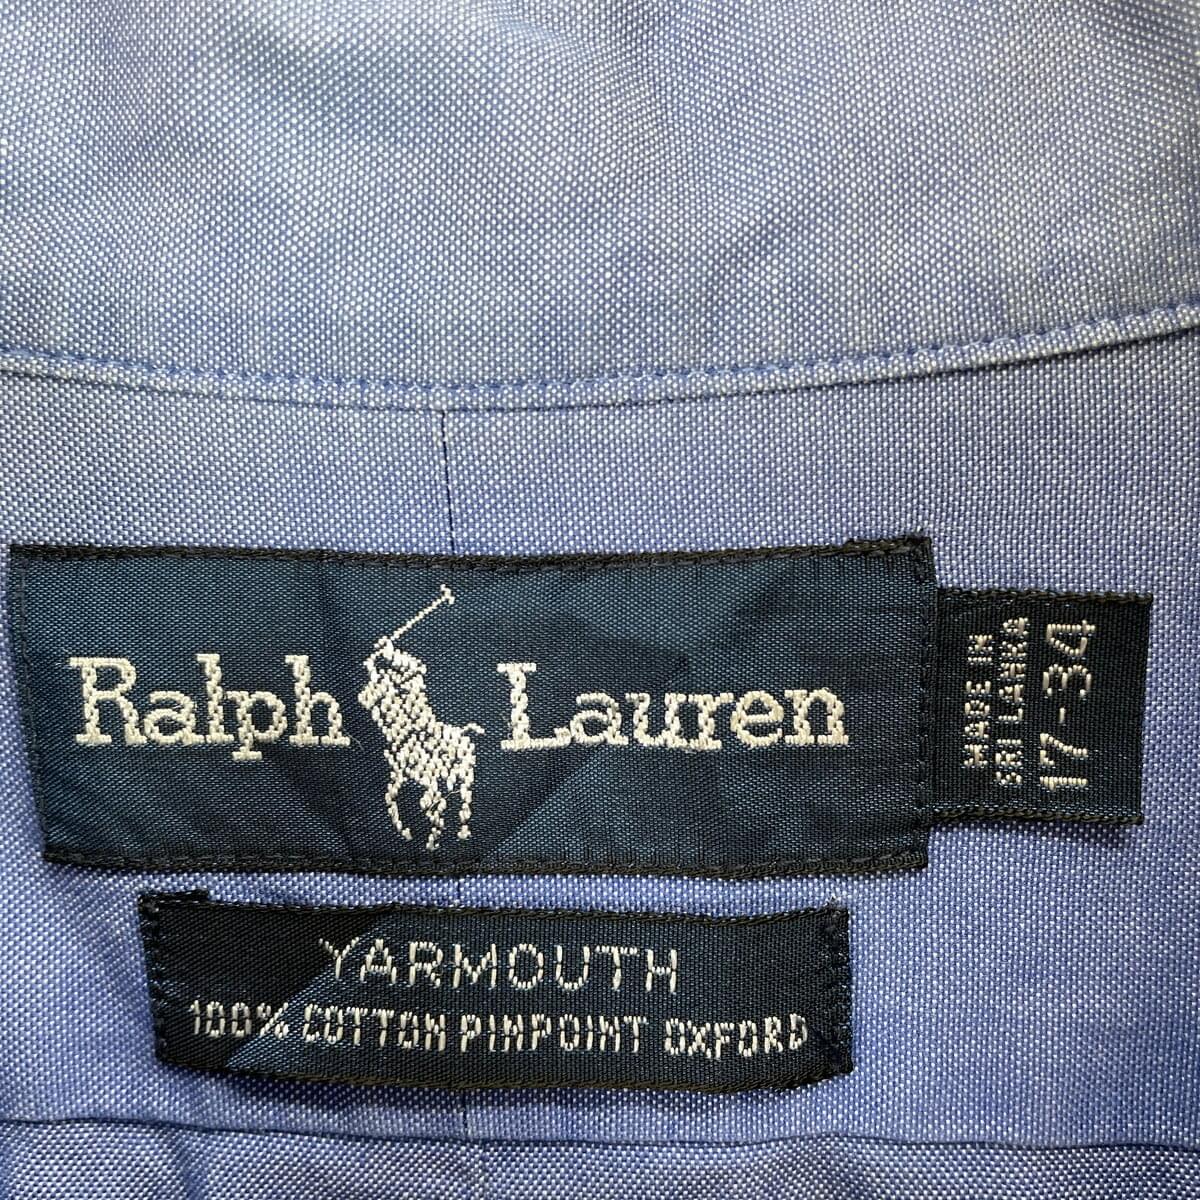 Ralph Lauren
MADE IN
SRI LANKA
17-34
YARMOUTH
100% COTTON PINPOINT OXFORD